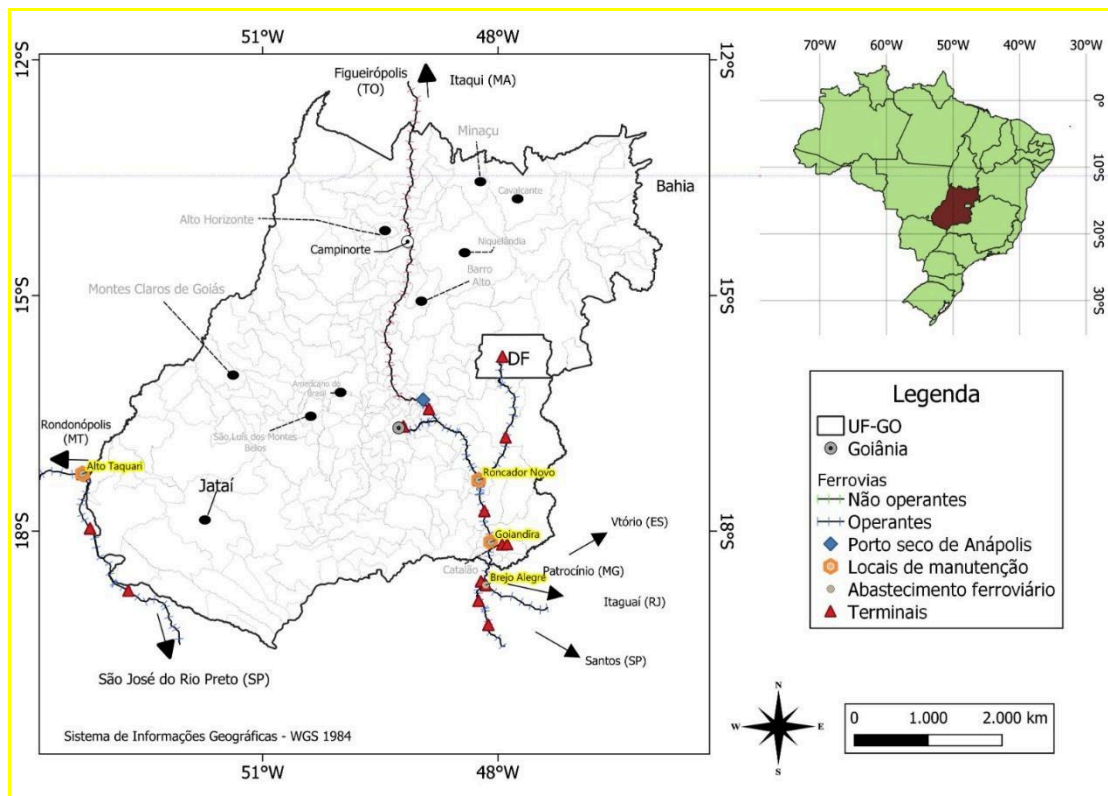 51°W
48°W
12°S
12°S
Figueirópolis
(TO)
Itaqui (MA)
Minaçu
Cavalcante
Bahia
Alto Horizonte
Campinorte
Niquelândia
Barro
Alto
15°S
15°S
Montes Claros de Goiás
DF
Americano do
Brasil
São Luís dos Montes
Belos
Rondonópolis
(MT)
Alto Taquari
Roncador Novo
Jataí
18°S
18°S
Goiandira
Vtório (ES)
Catalão
Patrocínio (MG)
Brejo Alegre
Itaguaí (RJ)
Santos (SP)
São José do Rio Preto (SP)
Sistema de Informações Geográficas - WGS 1984
51°W
48°W
70°W
60°W
50°W
40°W
30°W
0°
10°S
20°S
30°S
Legenda
UF-GO
Goiânia
Ferrovias
Não operantes
Operantes
Porto seco de Anápolis
Locais de manutenção
Abastecimento ferroviário
Terminais
N
W
E
S
0
1.000
2.000 km